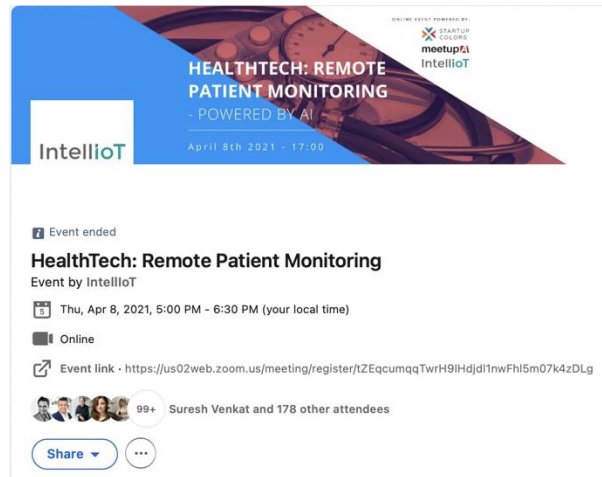 ONLINE EVENT POWERED BY:
STARTUP
COLORS
meetupAi
IntellioT
HEALTHTECH: REMOTE
PATIENT MONITORING
- POWERED BY AI
April 8th 2021 - 17:00
IntellioT
Event ended
HealthTech: Remote Patient Monitoring
Event by IntellIoT
5
Thu, Apr 8, 2021, 5:00 PM - 6:30 PM (your local time)
Online
Event link · https://us02web.zoom.us/meeting/register/tZEqcumqqTwrH9IHdjdl1nwFhl5m07k4zDLg
99+ Suresh Venkat and 178 other attendees
Share